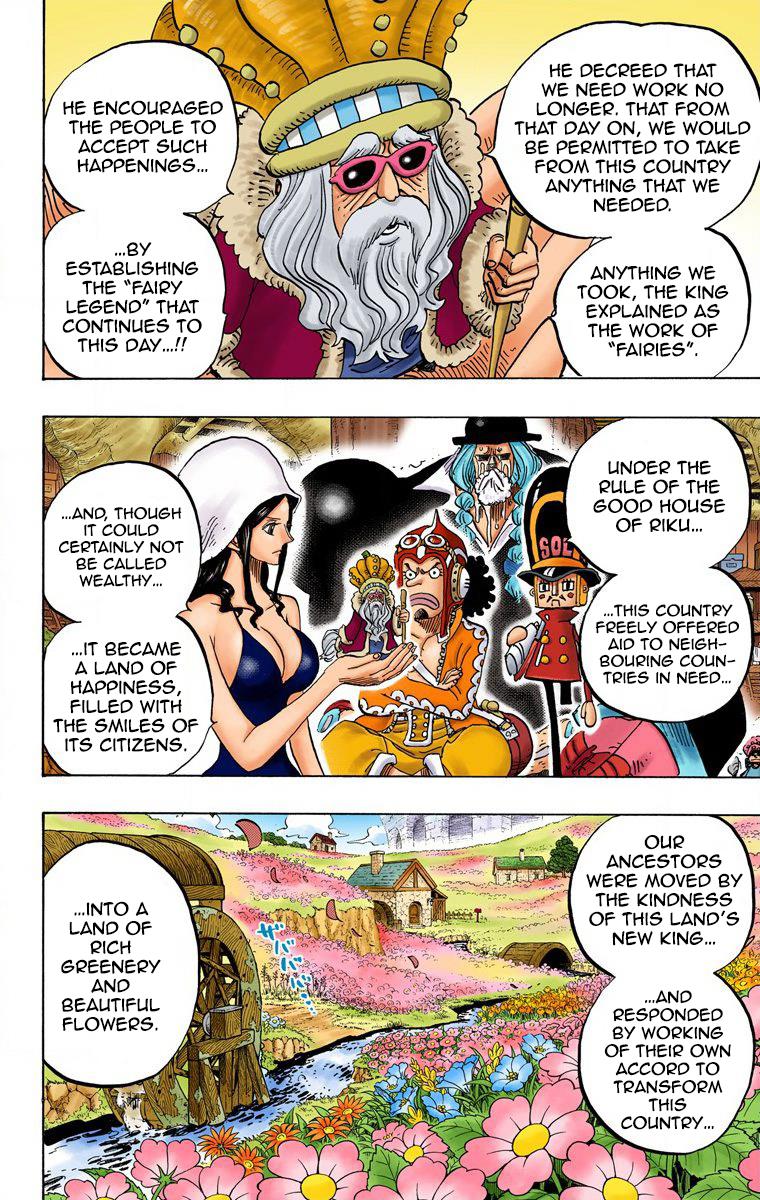 HE DECREED THAT
WE NEED WORK NO
LONGER. THAT FROM
THAT DAY ON, WE WOULD
BE PERMITTED TO TAKE
FROM THIS COUNTRY
ANYTHING THAT WE
NEEDED.
ANYTHING WE
TOOK, THE KING
EXPLAINED AS
THE WORK OF
"FAIRIES".
HE ENCOURAGED
THE PEOPLE TO
ACCEPT SUCH
HAPPENINGS...
...BY
ESTABLISHING
THE "FAIRY
LEGEND" THAT
CONTINUES TO
THIS DAY...!!
UNDER THE
RULE OF THE
GOOD HOUSE
OF RIKU...
...THIS COUNTRY
FREELY OFFERED
AID TO NEIGH-
BOURING COUN-
TRIES IN NEED...
SOL
...AND, THOUGH
IT COULD
CERTAINLY NOT
BE CALLED
WEALTHY...
...IT BECAME
A LAND OF
HAPPINESS,
FILLED WITH
THE SMILES OF
ITS CITIZENS.
OUR
ANCESTORS
WERE MOVED BY
THE KINDNESS
OF THIS LAND'S
NEW KING...
...AND
RESPONDED
BY WORKING
OF THEIR OWN
ACCORD TO
TRANSFORM
THIS
COUNTRY...
ザバババ…
...INTO A
LAND OF
RICH
GREENERY
AND
BEAUTIFUL
FLOWERS.